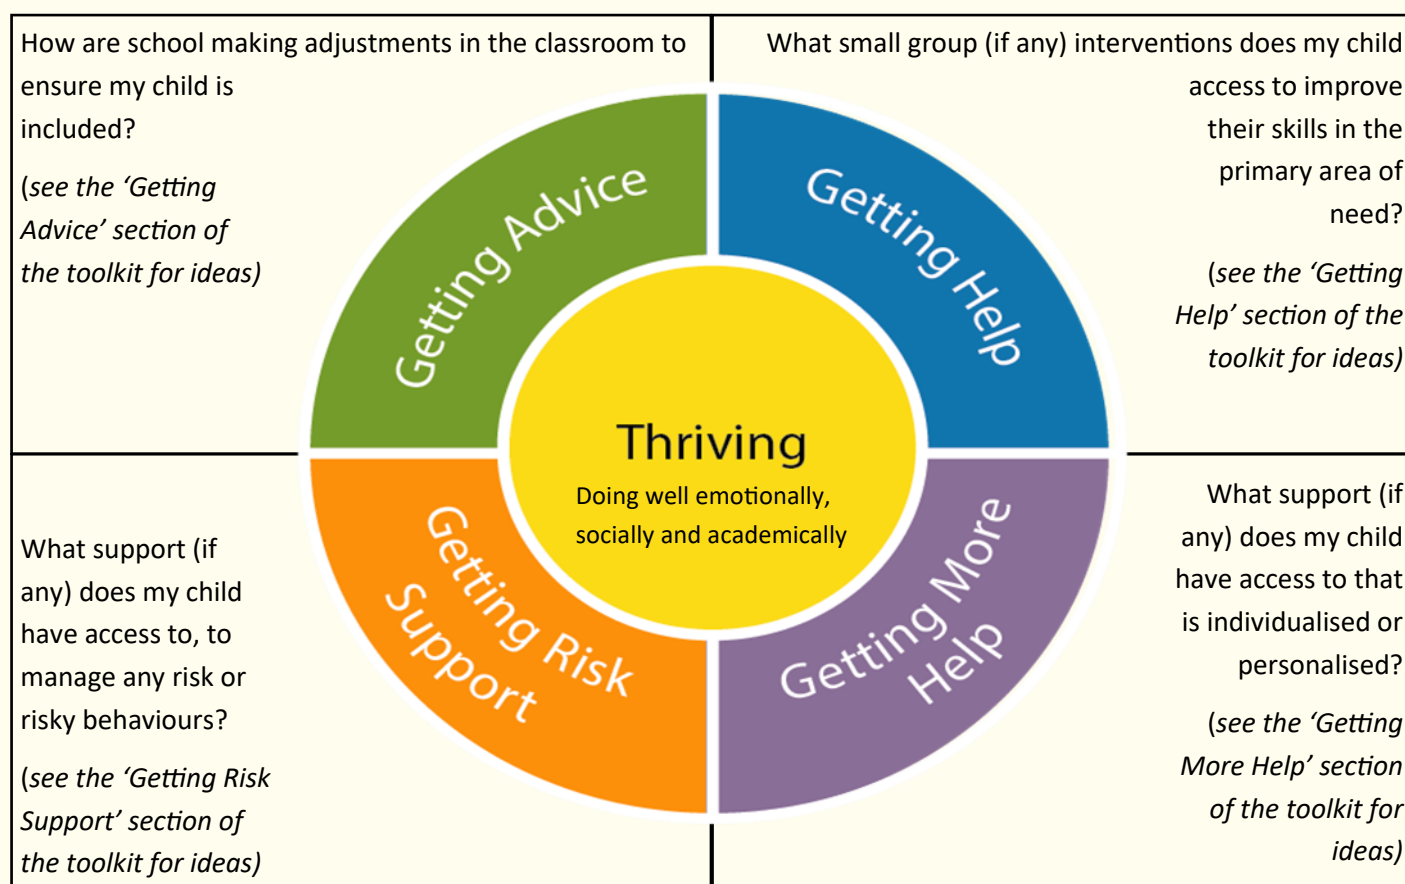 How are school making adjustments in the classroom to
ensure my child is
included?
(see the ‘Getting
Advice’ section of
the toolkit for ideas)
What small group (if any) interventions does my child
access to improve
their skills in the
primary area of
need?
(see the ‘Getting
Help’ section of the
toolkit for ideas)
Getting Advice
Getting Help
Thriving
Doing well emotionally,
socially and academically
Getting Risk
Support
Getting More
Help
What support (if
any) does my child
have access to, to
manage any risk or
risky behaviours?
(see the ‘Getting Risk
Support’ section of
the toolkit for ideas)
What support (if
any) does my child
have access to that
is individualised or
personalised?
(see the ‘Getting
More Help’ section
of the toolkit for
ideas)